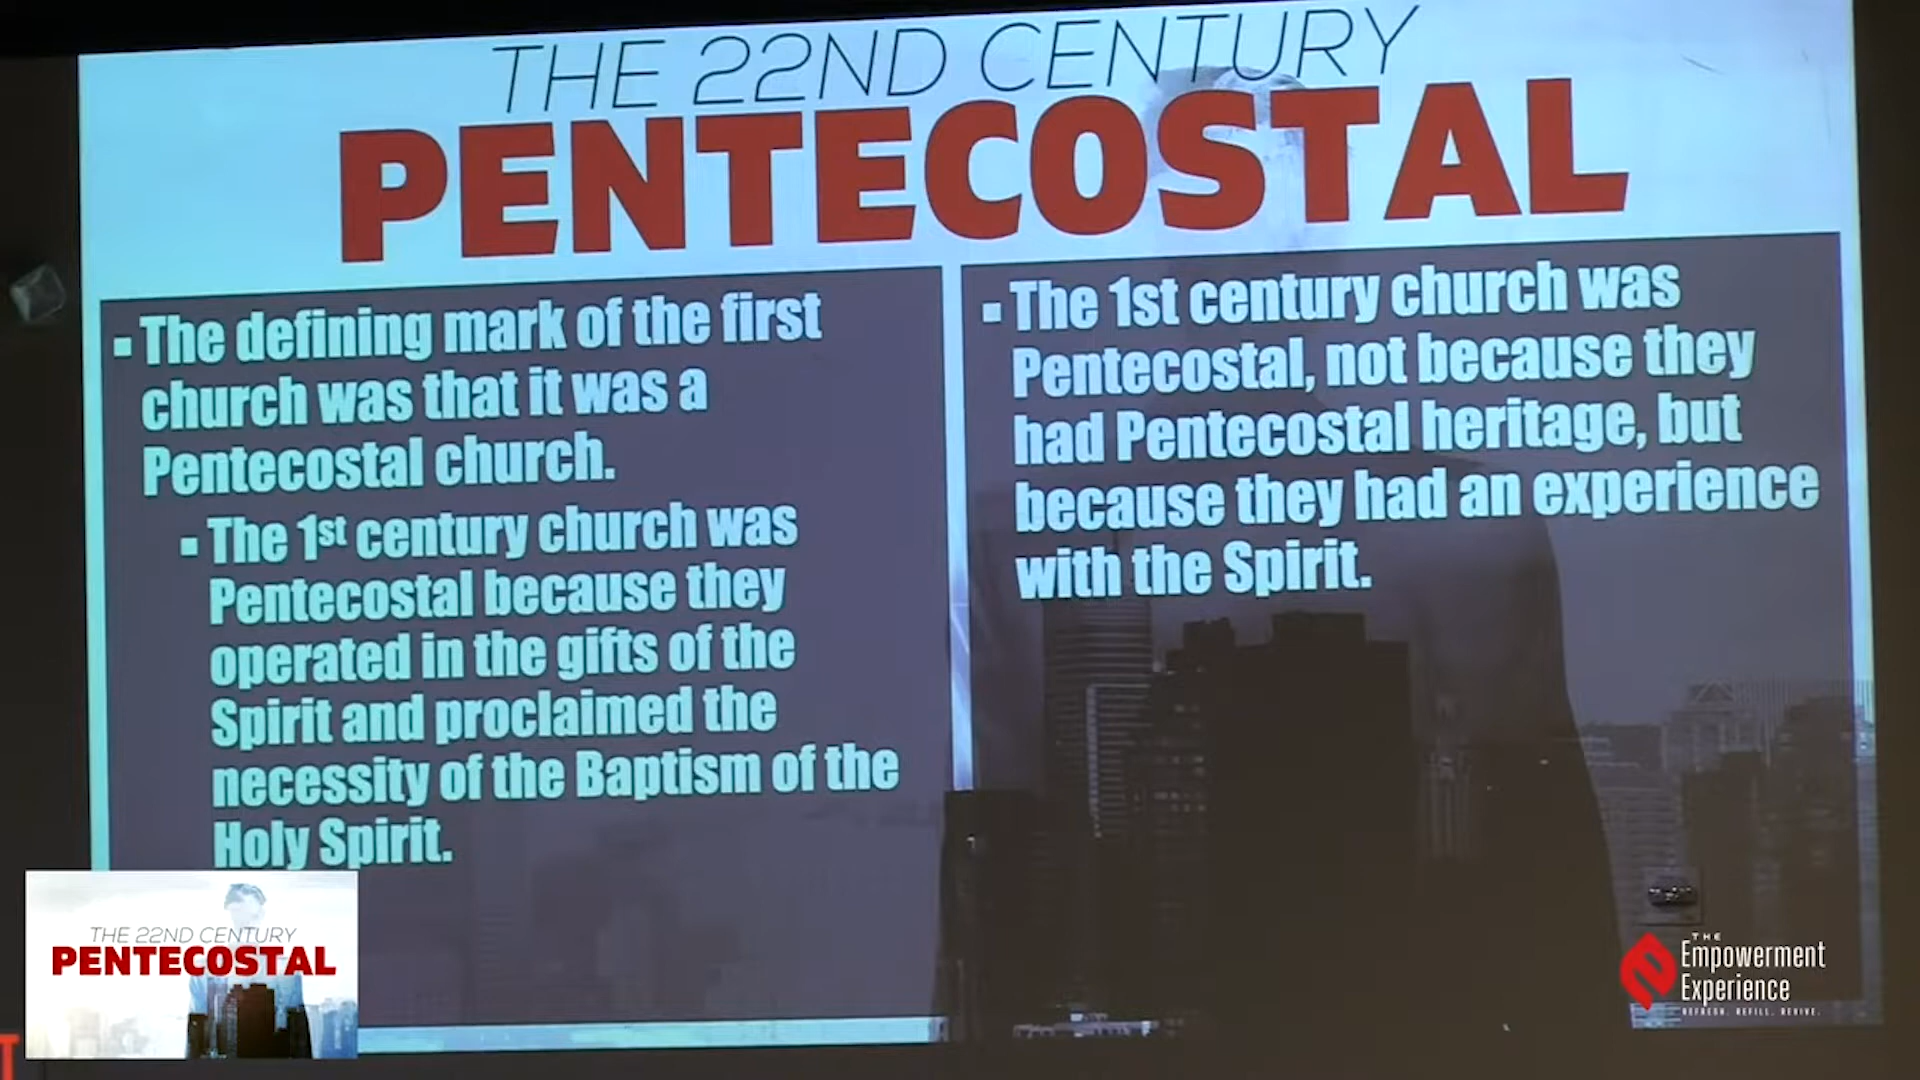 THE 22ND CENTURY
PENTECOSTAL
▪ The defining mark of the first
church was that it was a
Pentecostal church.
▪ The 1st century church was
Pentecostal because they
operated in the gifts of the
Spirit and proclaimed the
necessity of the Baptism of the
Holy Spirit.
▪ The 1st century church was
Pentecostal, not because they
had Pentecostal heritage, but
because they had an experience
with the Spirit.
THE 22ND CENTURY
PENTECOSTAL
THE
Empowerment
Experience
REFRESH. REFILL. REVIVE.